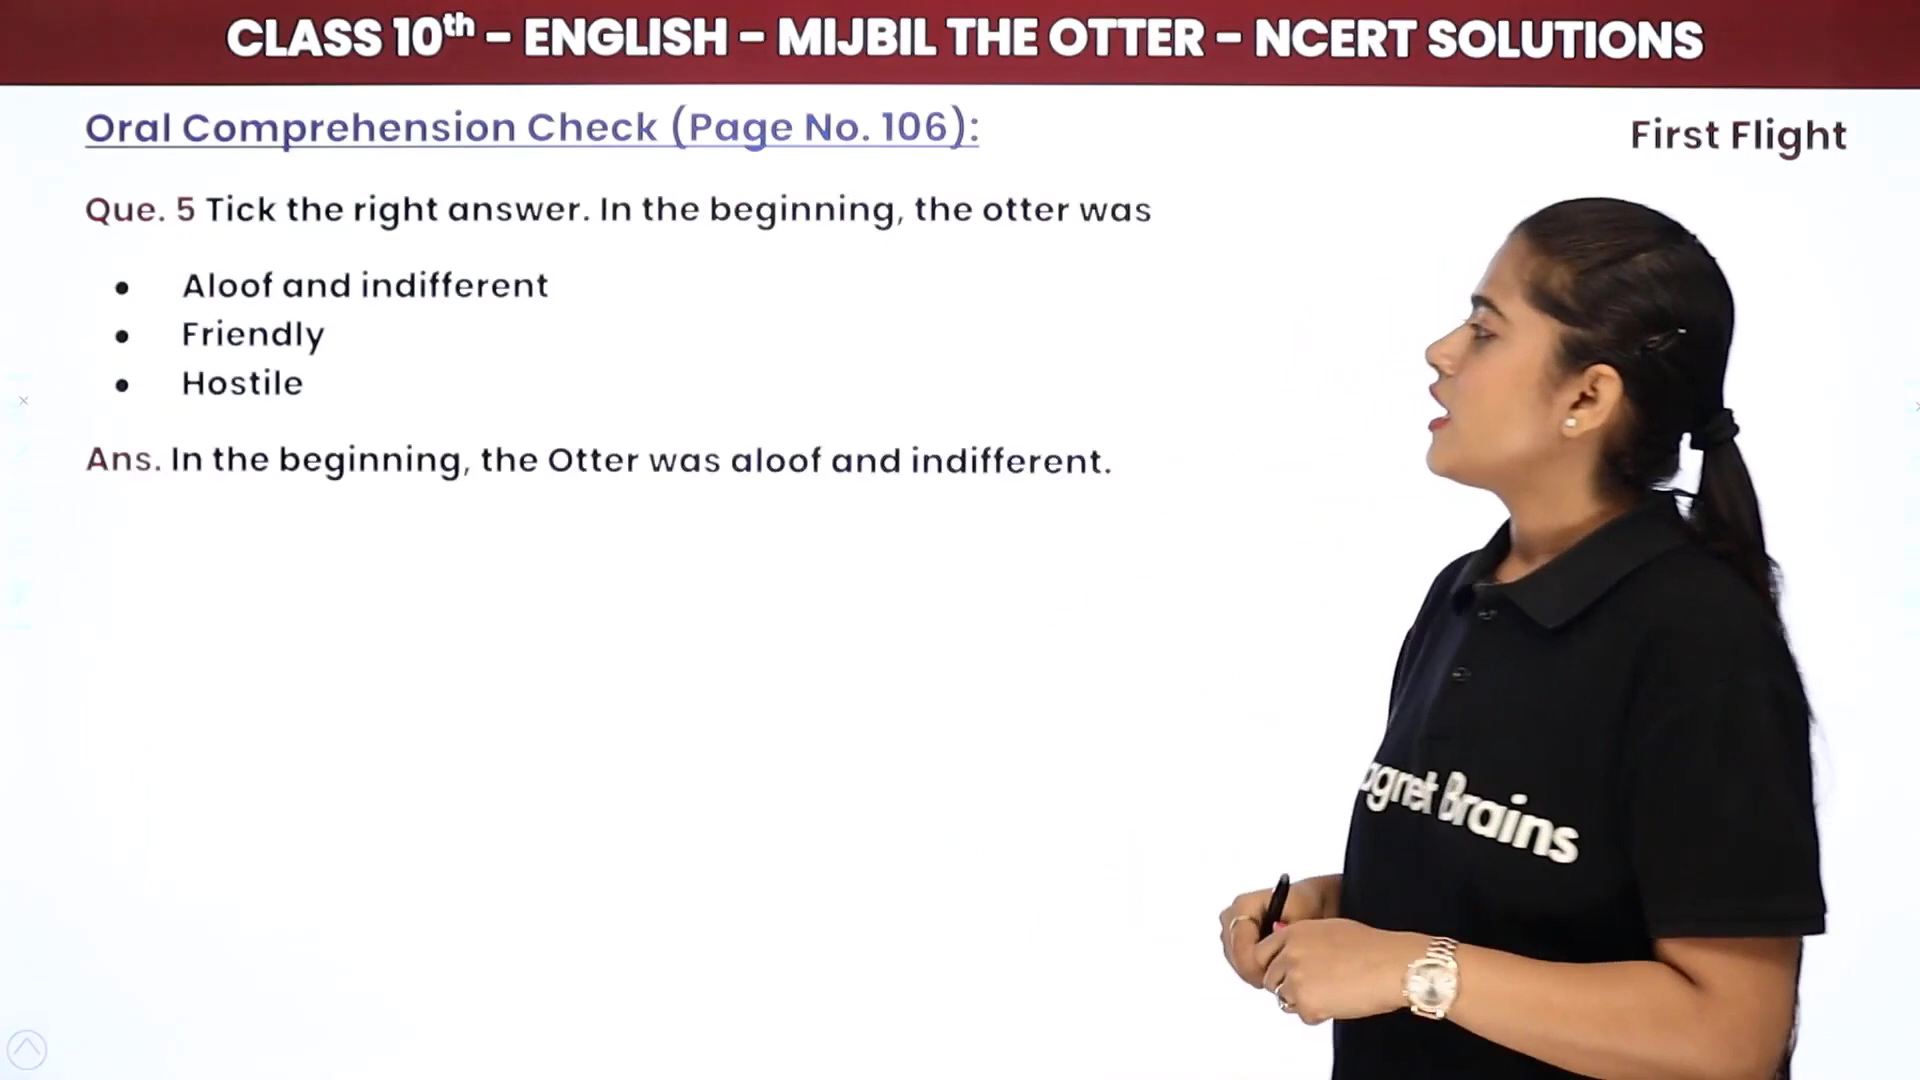 CLASS 10th – ENGLISH – MIJBIL THE OTTER – NCERT SOLUTIONS
Oral Comprehension Check (Page No. 106):
First Flight
Que. 5 Tick the right answer. In the beginning, the otter was
• Aloof and indifferent
• Friendly
• Hostile
Ans. In the beginning, the Otter was aloof and indifferent.
agnet Brains